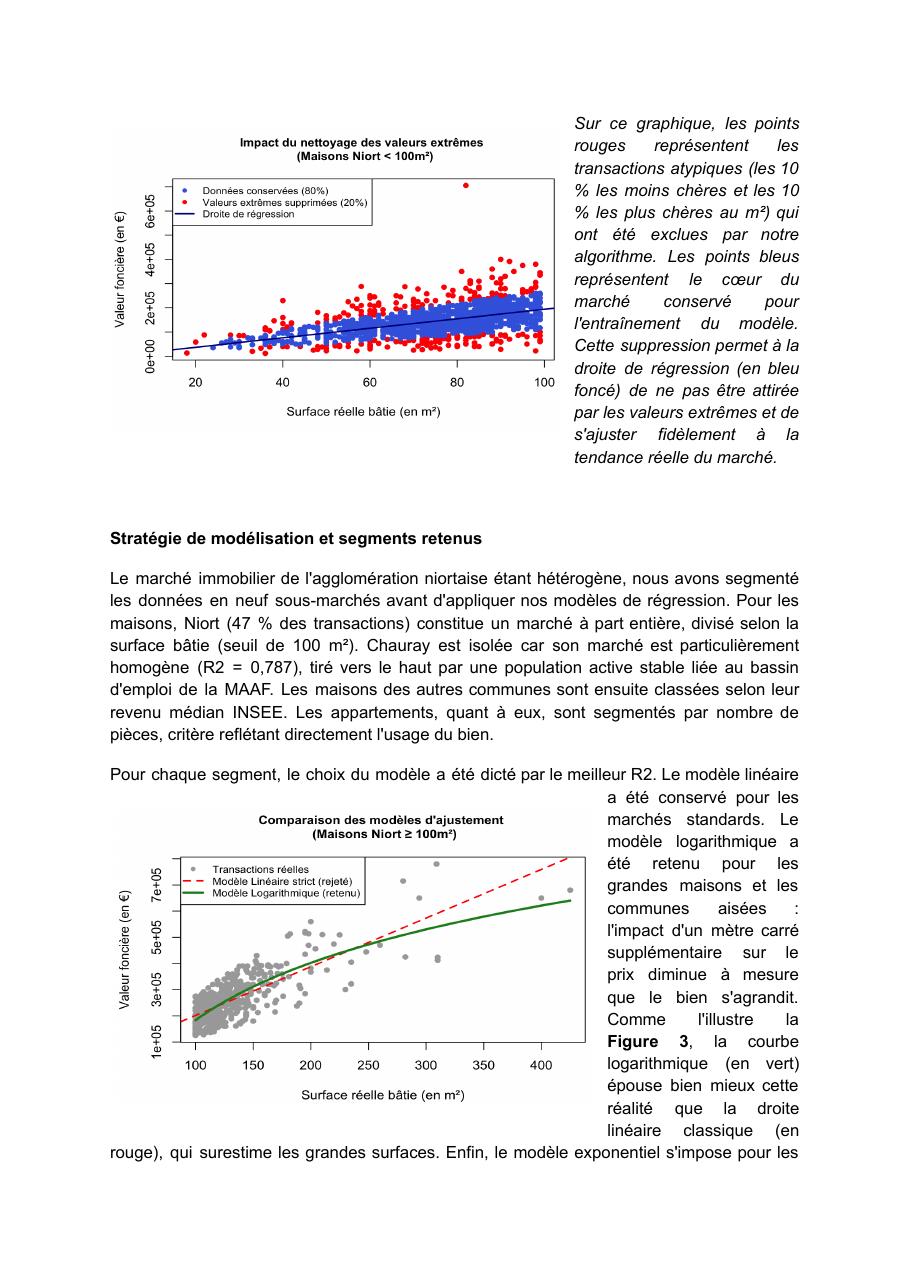 Impact du nettoyage des valeurs extrêmes
(Maisons Niort < 100m²)
Données conservées (80%)
Valeurs extrêmes supprimées (20%)
Droite de régression
Valeur foncière (en €)
6e+05
4e+05
2e+05
0e+00
20 40 60 80 100
Surface réelle bâtie (en m²)
Sur ce graphique, les points
rouges représentent les
transactions atypiques (les 10
% les moins chères et les 10
% les plus chères au m²) qui
ont été exclues par notre
algorithme. Les points bleus
représentent le cœur du
marché conservé pour
l'entraînement du modèle.
Cette suppression permet à la
droite de régression (en bleu
foncé) de ne pas être attirée
par les valeurs extrêmes et de
s'ajuster fidèlement à la
tendance réelle du marché.
Stratégie de modélisation et segments retenus
Le marché immobilier de l'agglomération niortaise étant hétérogène, nous avons segmenté
les données en neuf sous-marchés avant d'appliquer nos modèles de régression. Pour les
maisons, Niort (47 % des transactions) constitue un marché à part entière, divisé selon la
surface bâtie (seuil de 100 m²). Chauray est isolée car son marché est particulièrement
homogène (R2 = 0,787), tiré vers le haut par une population active stable liée au bassin
d'emploi de la MAAF. Les maisons des autres communes sont ensuite classées selon leur
revenu médian INSEE. Les appartements, quant à eux, sont segmentés par nombre de
pièces, critère reflétant directement l'usage du bien.
Pour chaque segment, le choix du modèle a été dicté par le meilleur R2. Le modèle linéaire
a été conservé pour les
marchés standards. Le
modèle logarithmique a
été retenu pour les
grandes maisons et les
communes aisées :
l'impact d'un mètre carré
supplémentaire sur le
prix diminue à mesure
que le bien s'agrandit.
Comme l'illustre la
Figure 3, la courbe
logarithmique (en vert)
épouse bien mieux cette
réalité que la droite
linéaire classique (en
Comparaison des modèles d'ajustement
(Maisons Niort ≥ 100m²)
Transactions réelles
Modèle Linéaire strict (rejeté)
Modèle Logarithmique (retenu)
Valeur foncière (en €)
7e+05
5e+05
3e+05
1e+05
100 150 200 250 300 350 400
Surface réelle bâtie (en m²)
rouge), qui surestime les grandes surfaces. Enfin, le modèle exponentiel s'impose pour les